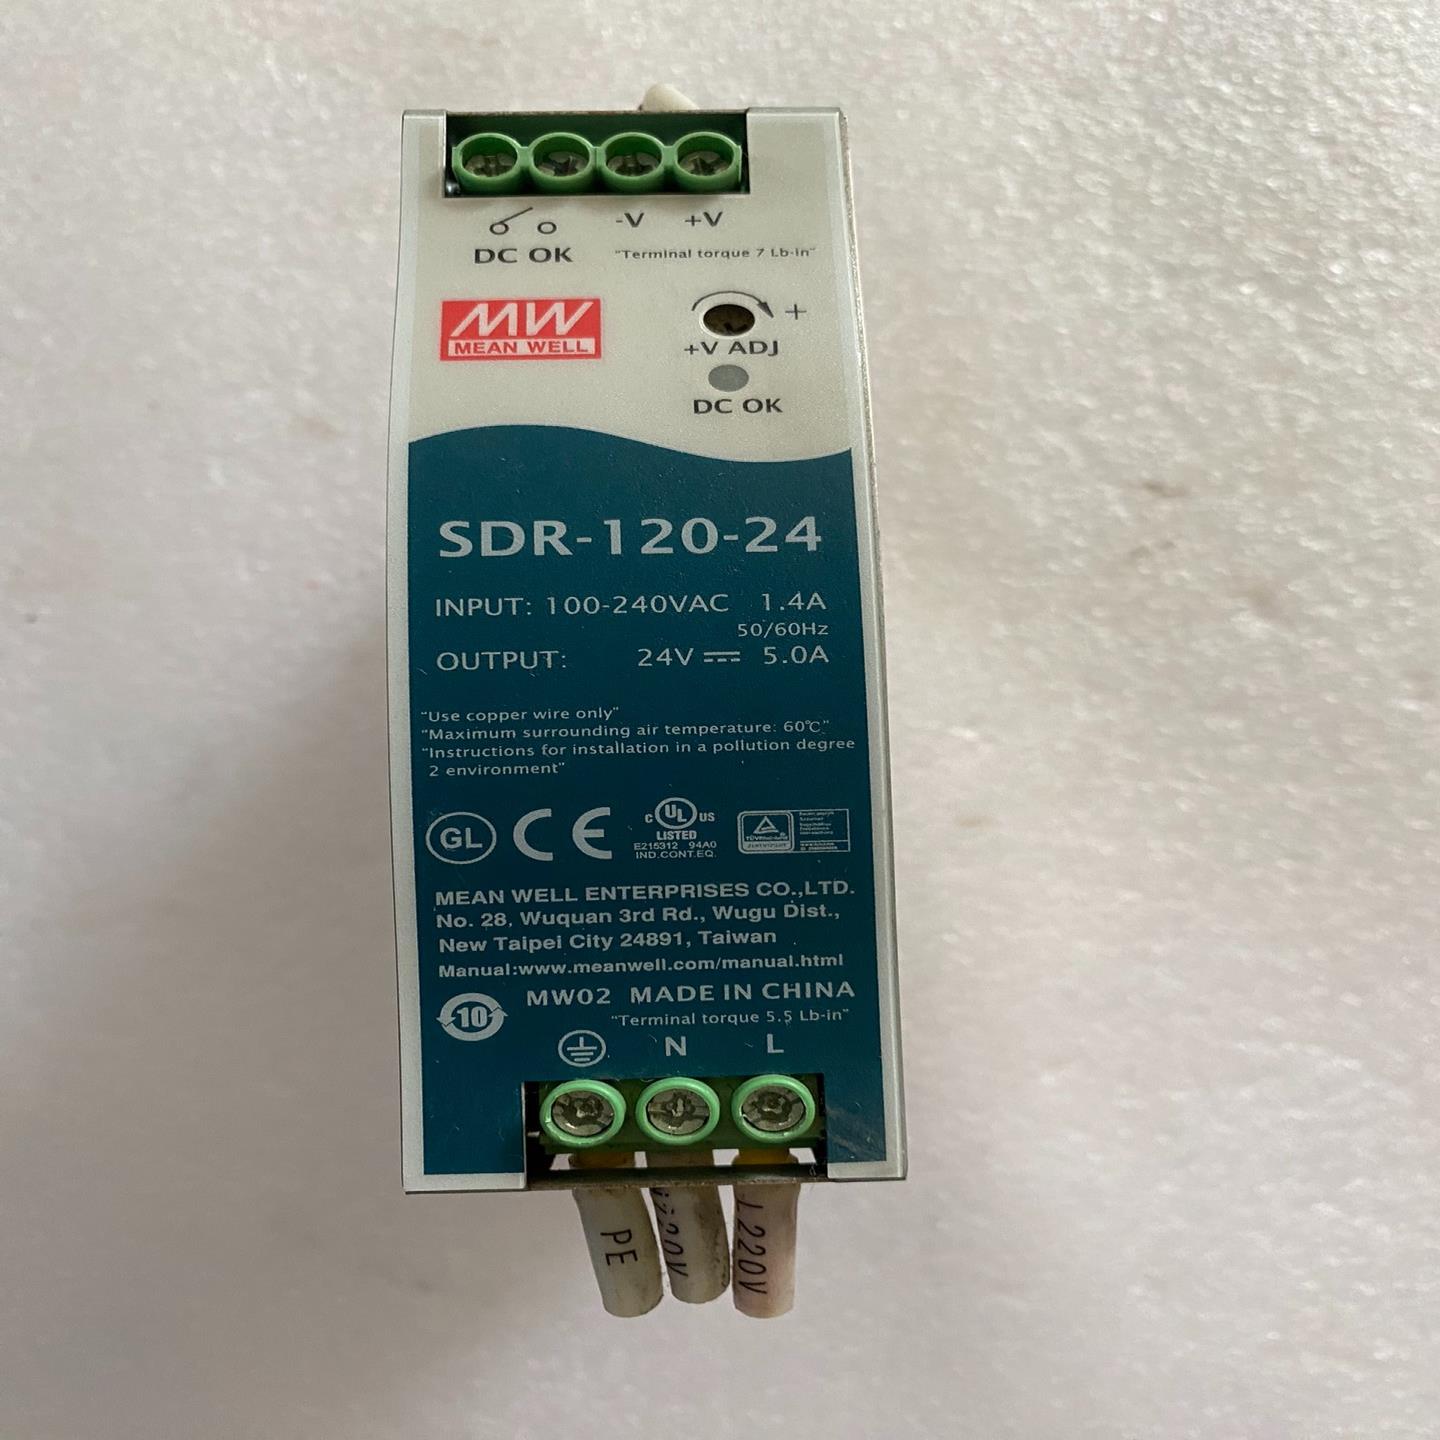 -V +V
DC OK "Terminal torque 7 Lb-in"
MW
MEAN WELL
+
+V ADJ
DC OK
SDR-120-24
INPUT: 100-240VAC 1.4A
50/60Hz
OUTPUT: 24V 5.0A
"Use copper wire only"
"Maximum surrounding air temperature: 60℃"
"Instructions for installation in a pollution degree
2 environment"
GL CE c UL US
LISTED
E215312 94A0
IND.CONT.EQ.
MEAN WELL ENTERPRISES CO.,LTD.
No. 28, Wuquan 3rd Rd., Wugu Dist.,
New Taipei City 24891, Taiwan
Manual:www.meanwell.com/manual.html
MW02 MADE IN CHINA
10
"Terminal torque 5.5 Lb-in"
N L
PE
L220V